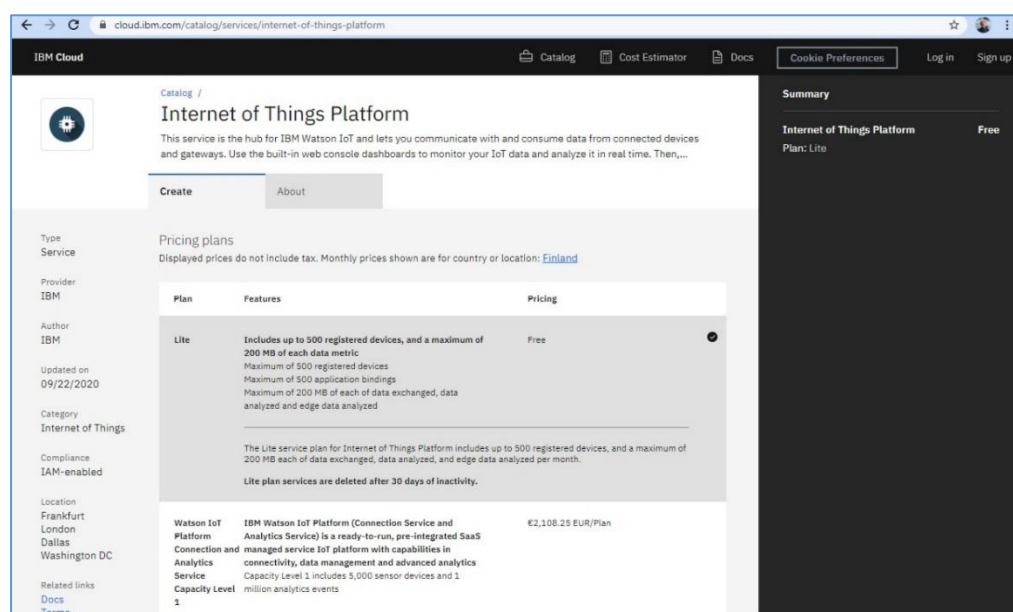 cloud.ibm.com/catalog/services/internet-of-things-platform
IBM Cloud
Catalog
Cost Estimator
Docs
Cookie Preferences
Log in
Sign up
Catalog /
Internet of Things Platform
This service is the hub for IBM Watson IoT and lets you communicate with and consume data from connected devices
and gateways. Use the built-in web console dashboards to monitor your IoT data and analyze it in real time. Then,...
Create
About
Summary
Internet of Things Platform
Free
Plan: Lite
Type
Service
Provider
IBM
Author
IBM
Updated on
09/22/2020
Category
Internet of Things
Compliance
IAM-enabled
Location
Frankfurt
London
Dallas
Washington DC
Related links
Docs
Terms
Pricing plans
Displayed prices do not include tax. Monthly prices shown are for country or location: Finland
Plan
Features
Pricing
Lite
Includes up to 500 registered devices, and a maximum of
200 MB of each data metric
Maximum of 500 registered devices
Maximum of 500 application bindings
Maximum of 200 MB of each of data exchanged, data
analyzed and edge data analyzed
Free
The Lite service plan for Internet of Things Platform includes up to 500 registered devices, and a maximum of
200 MB each of data exchanged, data analyzed, and edge data analyzed per month.
Lite plan services are deleted after 30 days of inactivity.
Watson IoT
Platform
Connection and
Analytics
Service
Capacity Level
1
IBM Watson IoT Platform (Connection Service and
Analytics Service) is a ready-to-run, pre-integrated SaaS
managed service IoT platform with capabilities in
connectivity, data management and advanced analytics
Capacity Level 1 includes 5,000 sensor devices and 1
million analytics events
€2,108.25 EUR/Plan